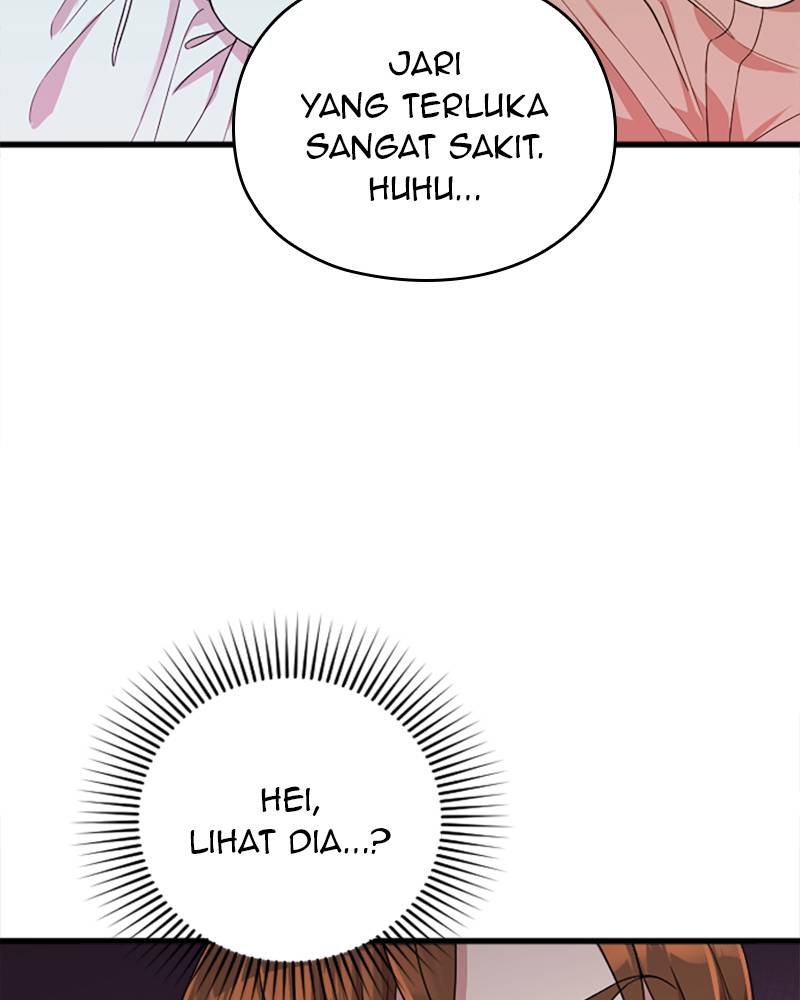 JARI
YANG TERLUKA
SANGAT SAKIT.
HUHU...
HEI,
LIHAT DIA...?